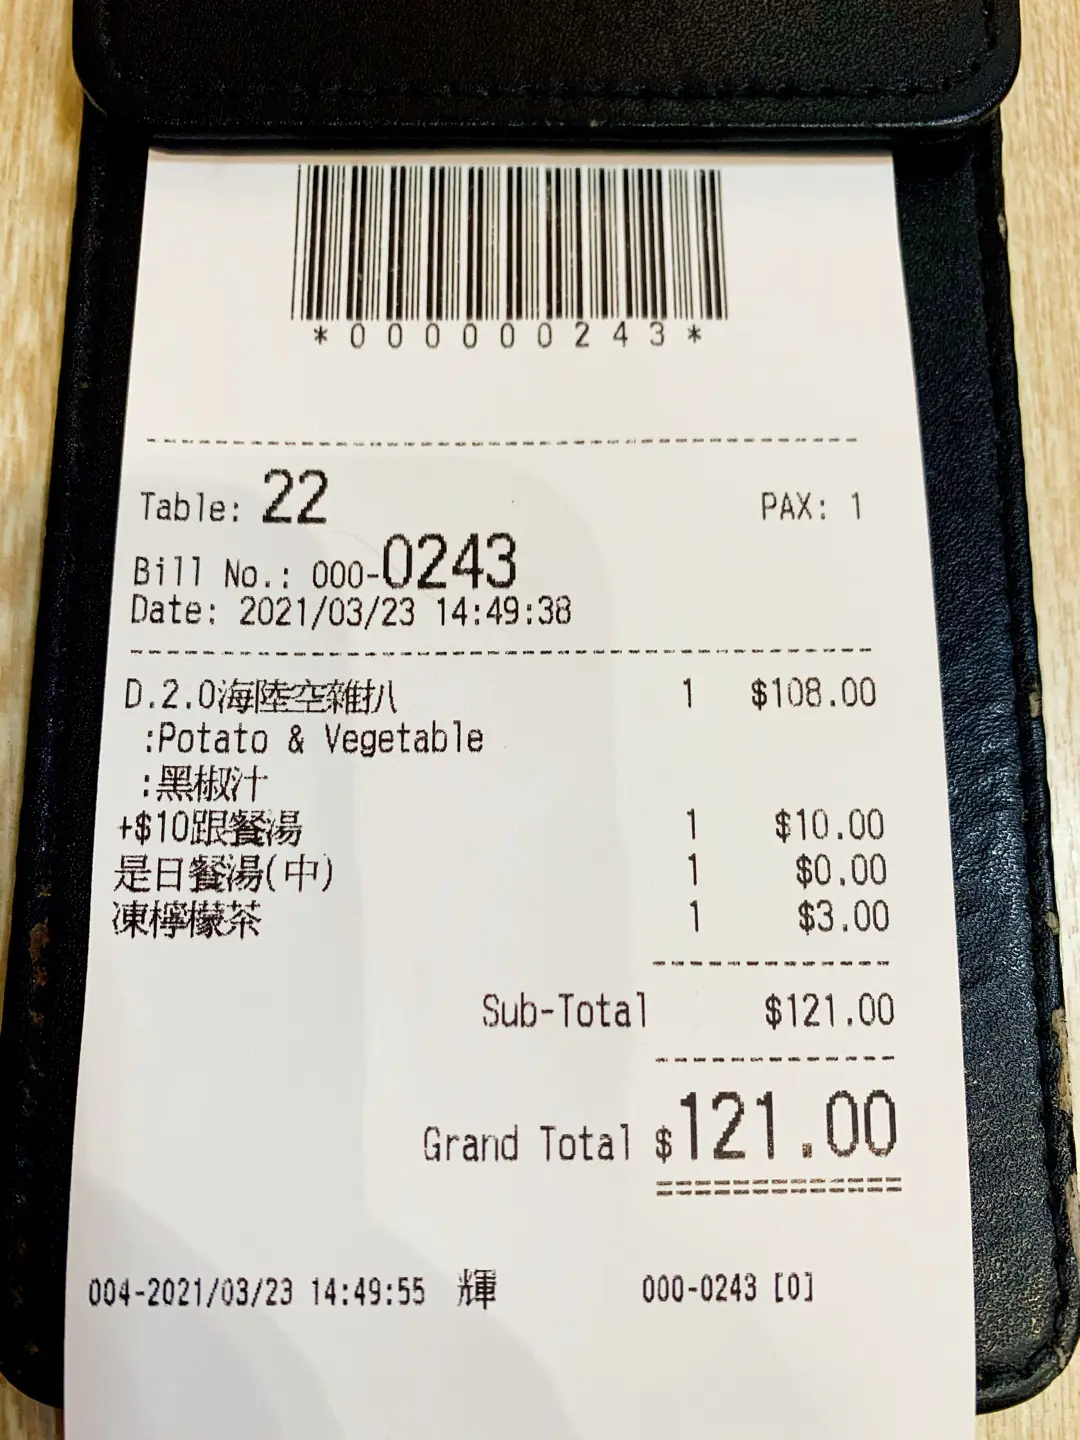 *000000243*
Table: 22 PAX: 1
Bill No.: 000-0243
Date: 2021/03/23 14:49:38
D.2.0海陸空雜扒 1 $108.00
:Potato & Vegetable
:黑椒汁
+$10跟餐湯 1 $10.00
是日餐湯(中) 1 $0.00
凍檸檬茶 1 $3.00
Sub-Total $121.00
Grand Total $121.00
004-2021/03/23 14:49:55 輝 000-0243 [0]